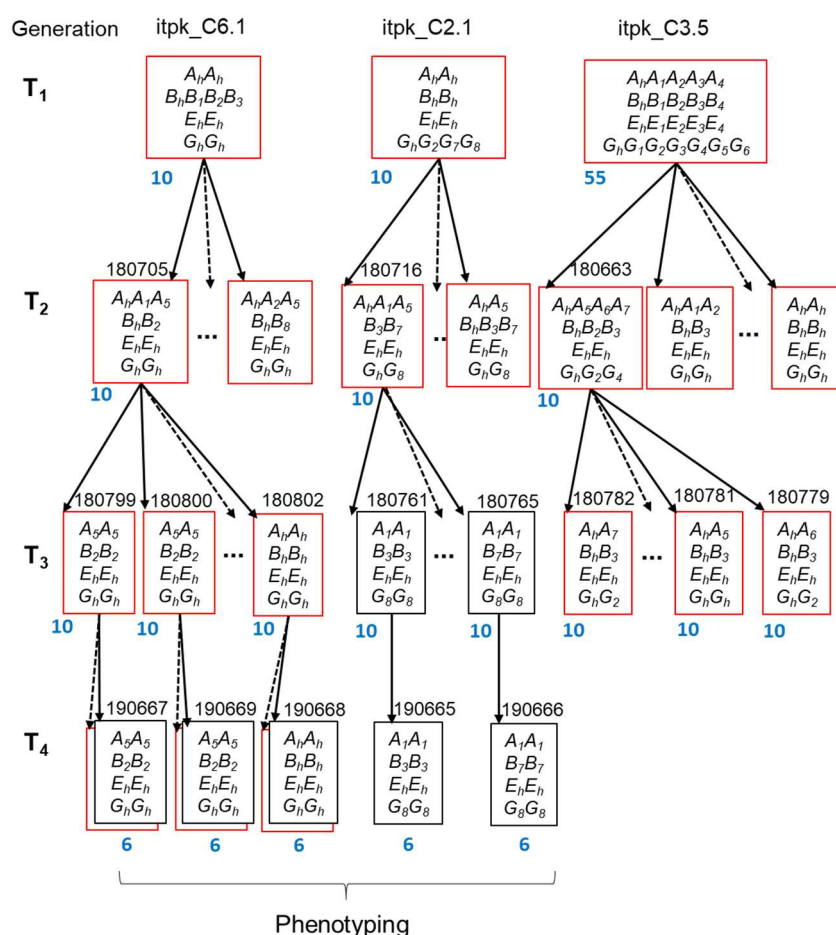 Generation itpk_C6.1 itpk_C2.1 itpk_C3.5
T1
AhAh
BhB1B2B3
EhEh
GhGh
10
AhAh
BhBh
EhEh
GhG2G7G8
10
AhA1A2A3A4
BhB1B2B3B4
EhE1E2E3E4
GhG1G2G3G4G5G6
55
T2
180705
AhA1A5
BhB2
EhEh
GhGh
10
...
AhA2A5
BhB8
EhEh
GhGh
180716
AhA1A5
B3B7
EhEh
GhG8
10
..
AhA5
BhB3B7
EhEh
GhG8
180663
AhA5A6A7
BhB2B3
EhEh
GhG2G4
10
AhA1A2
BhB3
EhEh
GhGh
...
AhAh
BhBh
EhEh
GhGh
T3
180799
A5A5
B2B2
EhEh
GhGh
10
180800
A5A5
B2B2
EhEh
GhGh
10
...
180802
AhAh
BhBh
EhEh
GhGh
10
180761
A1A1
B3B3
EhEh
G8G8
10
...
180765
A1A1
B7B7
EhEh
G8G8
10
180782
AhA7
BhB3
EhEh
GhG2
10
...
180781
AhA5
BhB3
EhEh
GhGh
10
180779
AhA6
BhB3
EhEh
GhG2
10
T4
190667
A5A5
B2B2
EhEh
GhGh
6
190669
A5A5
B2B2
EhEh
GhGh
6
190668
AhAh
BhBh
EhEh
GhGh
6
190665
A1A1
B3B3
EhEh
G8G8
6
190666
A1A1
B7B7
EhEh
G8G8
6
Phenotyping